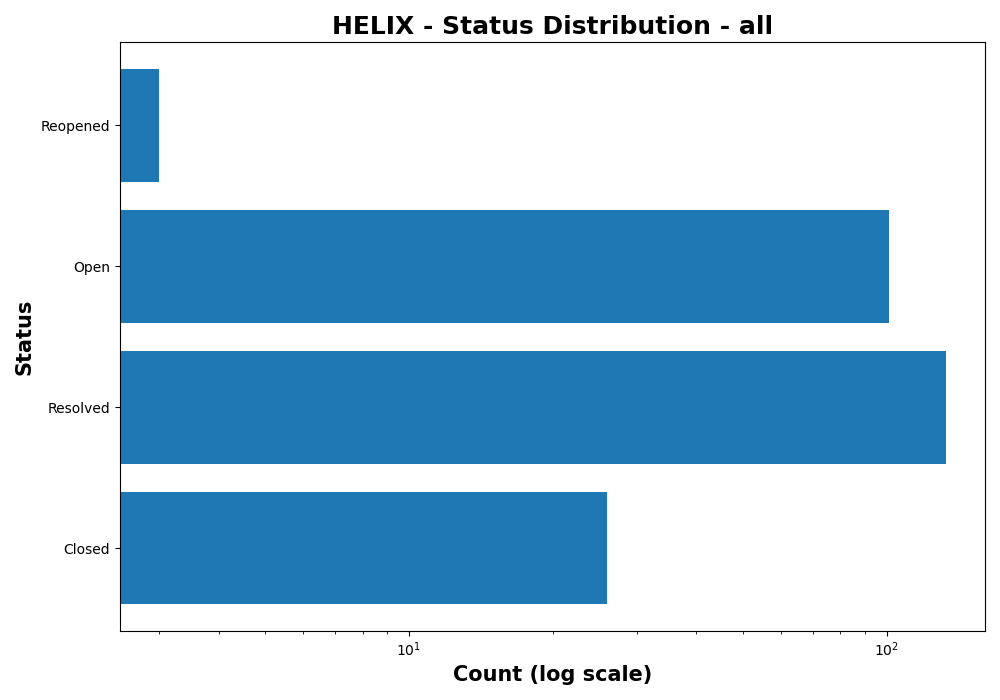 HELIX - Status Distribution - all
Reopened
Open
Resolved
Closed
Status
10¹
10²
Count (log scale)